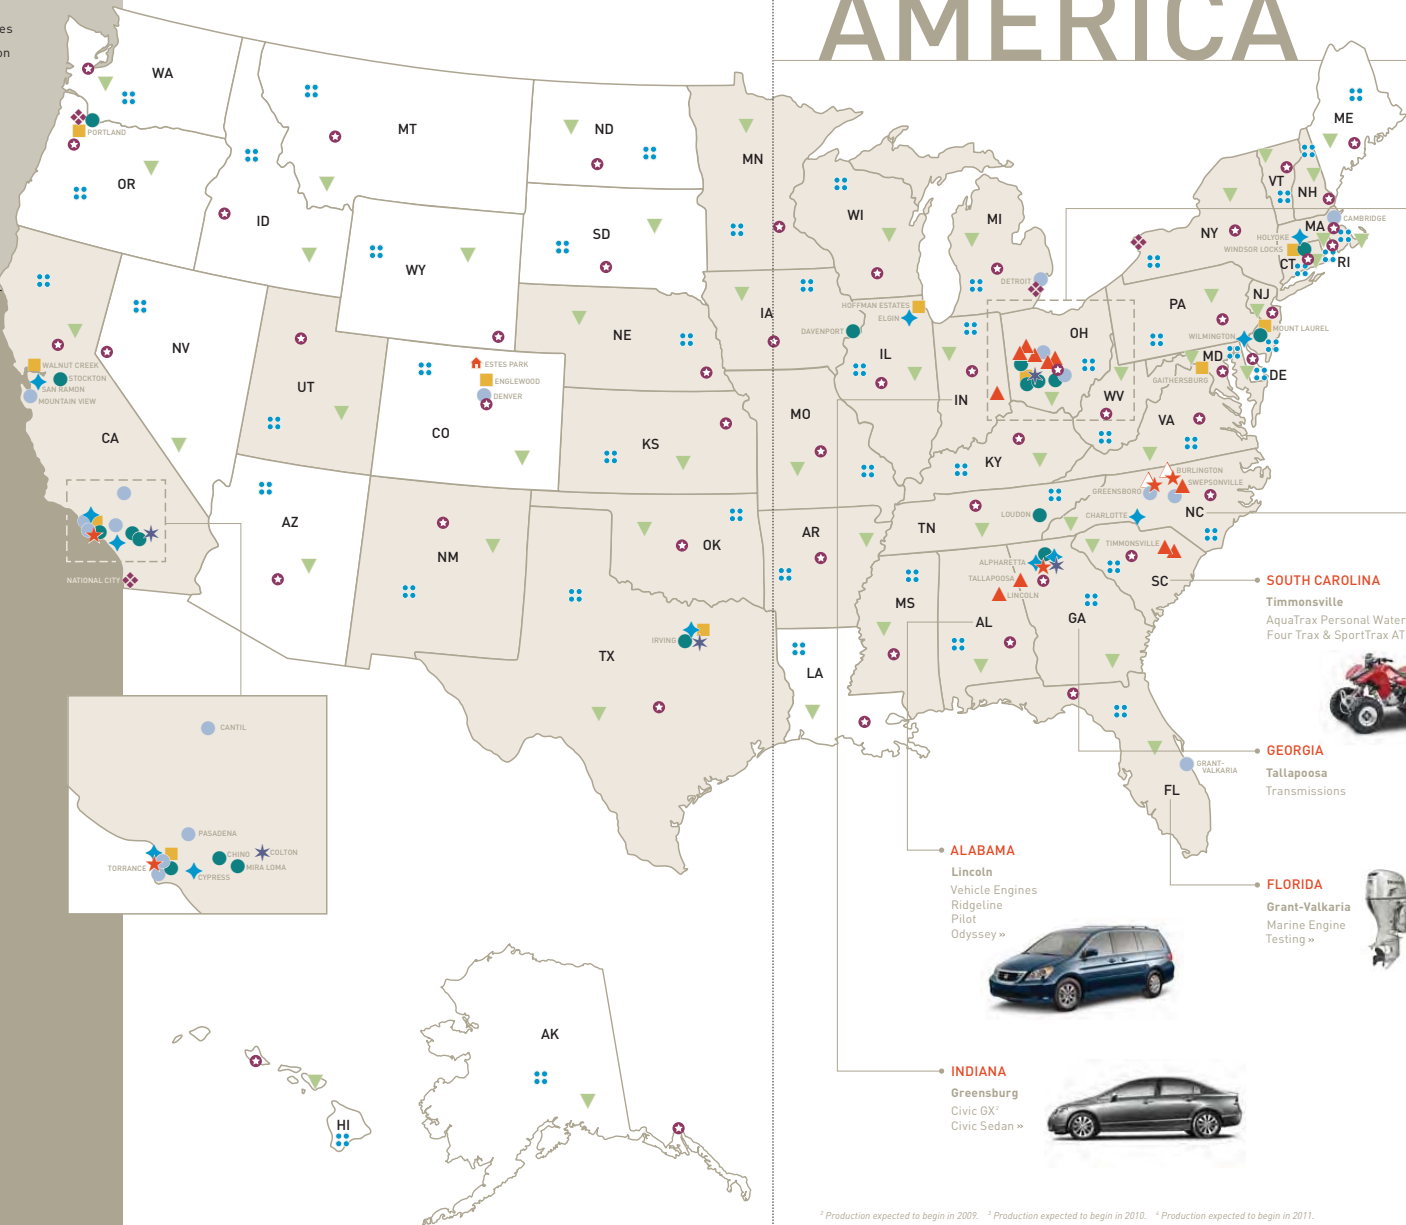 es
on
AMERICA
WA
MT
ND
MN
ME
PORTLAND
OR
ID
WY
SD
WI
MI
VT
NH
NY
MA
CAMBRIDGE
HOLYOKE
WINDSOR LOCKS
CT
RI
DETROIT
NV
UT
NE
IA
HOFFMAN ESTATES
ELGIN
DAVENPORT
IL
IN
OH
PA
NJ
MOUNT LAUREL
WILMINGTON
MD
DE
GAITHERSBURG
WV
VA
WALNUT CREEK
STOCKTON
SAN RAMON
MOUNTAIN VIEW
CA
ESTES PARK
ENGLEWOOD
DENVER
CO
KS
MO
KY
BURLINGTON
SWEPSONVILLE
GREENSBORO
NC
CHARLOTTE
LOUDON
TN
NATIONAL CITY
AZ
NM
OK
AR
TIMMONSVILLE
SC
ALPHARETTA
TALLAPOOSA
LINCOLN
MS
AL
GA
IRVING
TX
LA
GRANT-
VALKARIA
FL
SOUTH CAROLINA
Timmonsville
AquaTrax Personal Water
Four Trax & SportTrax AT
GEORGIA
Tallapoosa
Transmissions
FLORIDA
Grant-Valkaria
Marine Engine
Testing »
ALABAMA
Lincoln
Vehicle Engines
Ridgeline
Pilot
Odyssey »
INDIANA
Greensburg
Civic GX²
Civic Sedan »
CANTIL
PASADENA
CHINO
COLTON
TORRANCE
MIRA LOMA
CYPRESS
AK
HI
² Production expected to begin in 2009. ³ Production expected to begin in 2010. ⁴ Production expected to begin in 2011.